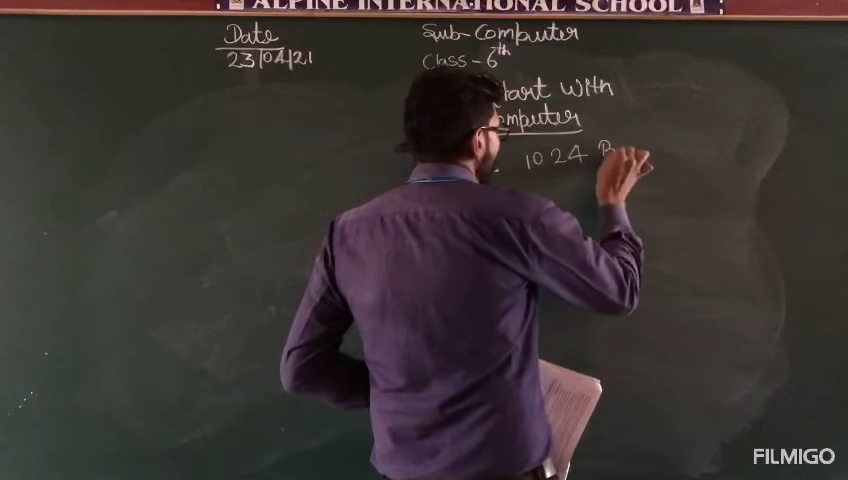 ALPINE INTERNATIONAL SCHOOL
Date
23/04/21
Sub- Computer
Class - 6th
tart with
mputer
1024 B
FILMIGO